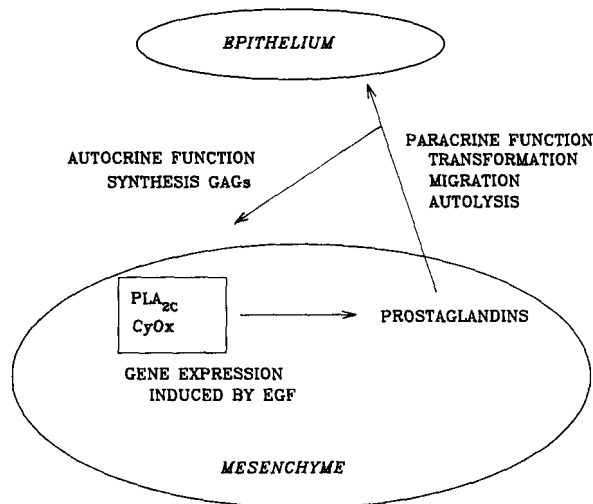 EPITHELIUM
AUTOCRINE FUNCTION
SYNTHESIS GAGs
PARACRINE FUNCTION
TRANSFORMATION
MIGRATION
AUTOLYSIS
PLA2C
CyOx
PROSTAGLANDINS
GENE EXPRESSION
INDUCED BY EGF
MESENCHYME